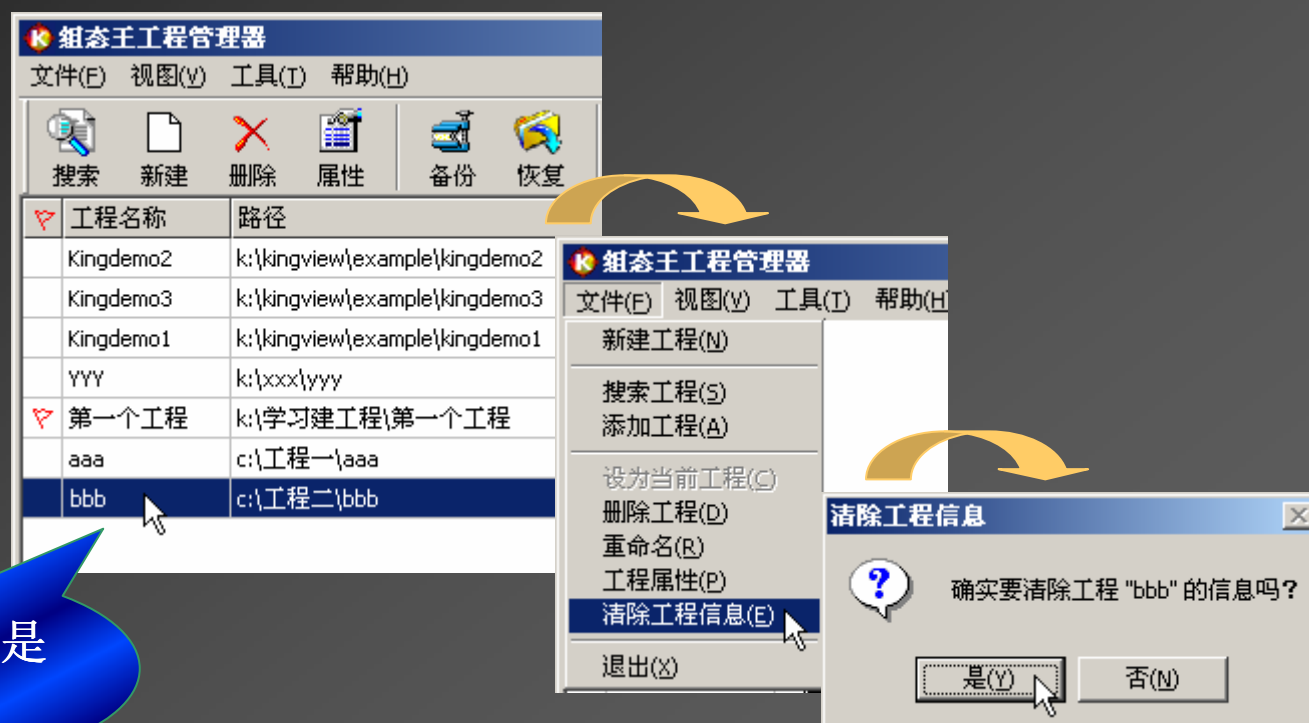 组态王工程管理器
文件(F) 视图(V) 工具(T) 帮助(H)
搜索 新建 删除 属性 备份 恢复
工程名称 路径
Kingdemo2 k:\kingview\example\kingdemo2
Kingdemo3 k:\kingview\example\kingdemo3
Kingdemo1 k:\kingview\example\kingdemo1
YYY k:\xxx\yyy
第一个工程 k:\学习建工程\第一个工程
aaa c:\工程一\aaa
bbb c:\工程二\bbb
是
组态王工程管理器
文件(F) 视图(V) 工具(T) 帮助(H
新建工程(N)
搜索工程(S)
添加工程(A)
设为当前工程(C)
删除工程(D)
重命名(R)
工程属性(P)
清除工程信息(E)
退出(X)
清除工程信息
确实要清除工程 "bbb" 的信息吗?
是(Y) 否(N)